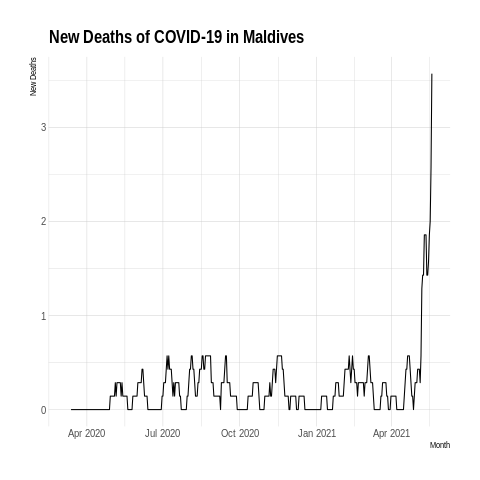 New Deaths of COVID-19 in Maldives
New Deaths
3
2
1
0
Apr 2020 Jul 2020 Oct 2020 Jan 2021 Apr 2021
Month